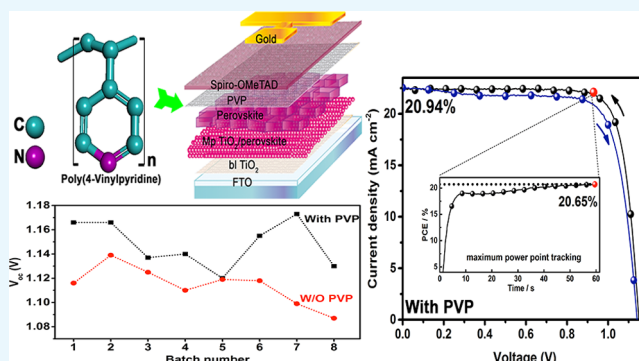 C
N
n
Poly(4-Vinylpyridine)
Gold
Spiro-OMeTAD
PVP
Perovskite
Mp TiO2/perovskite
bl TiO2
FTO
Voc (V)
1.18
1.16
1.14
1.12
1.10
1.08
With PVP
W/O PVP
1 2 3 4 5 6 7 8
Batch number
Current density (mA cm-2)
20
15
10
5
0
20.94%
PCE / %
20
15
10
5
20.65%
maximum power point tracking
0 10 20 30 40 50 60
Time / s
With PVP
0.0 0.2 0.4 0.6 0.8 1.0
Voltage (V)